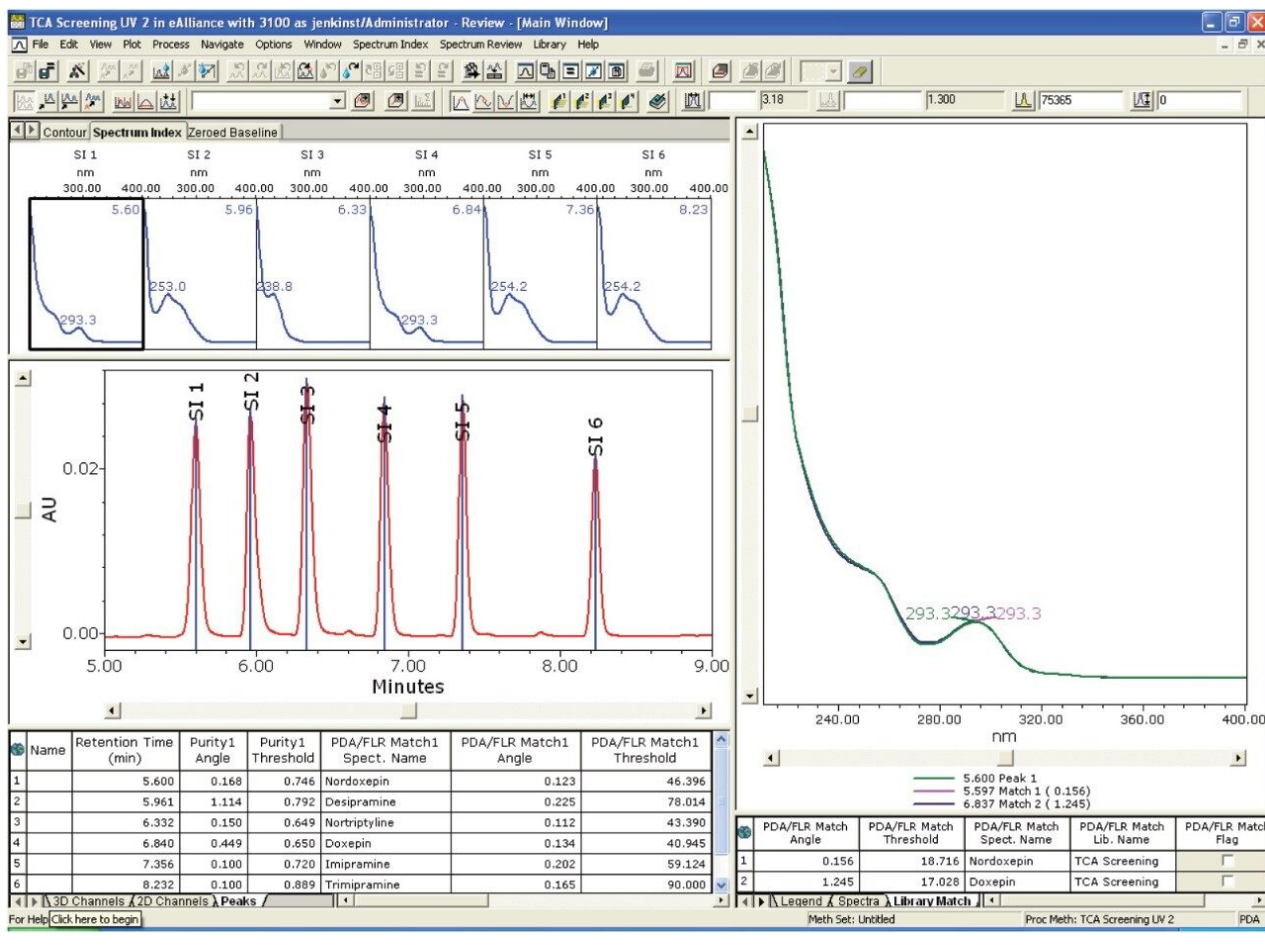 TCA Screening UV 2 in eAlliance with 3100 as jenkinst/Administrator - Review - [Main Window]
File Edit View Plot Process Navigate Options Window Spectrum Index Spectrum Review Library Help
3.18 1.300 75365 0
Contour Spectrum Index Zeroed Baseline
SI 1 SI 2 SI 3 SI 4 SI 5 SI 6
nm nm nm nm nm nm
300.00 400.00 300.00 400.00 300.00 400.00 300.00 400.00 300.00 400.00 300.00 400.00
5.60 5.96 6.33 6.84 7.36 8.23
253.0 238.8 254.2 254.2
293.3 293.3
SI 1 SI 2 SI 3 SI 4 SI 5 SI 6
0.02
AU
0.00
5.00 6.00 7.00 8.00 9.00
Minutes
Name Retention Time (min) Purity1 Angle Purity1 Threshold PDA/FLR Match1 Spect. Name PDA/FLR Match1 Angle PDA/FLR Match1 Threshold
1 5.600 0.168 0.746 Nordoxepin 0.123 46.396
2 5.961 1.114 0.792 Desipramine 0.225 78.014
3 6.332 0.150 0.649 Nortriptyline 0.112 43.390
4 6.840 0.449 0.650 Doxepin 0.134 40.945
5 7.356 0.100 0.720 Imipramine 0.202 59.124
6 8.232 0.100 0.889 Trimipramine 0.165 90.000
3D Channels 2D Channels Peaks
293.3 293.3 293.3
240.00 280.00 320.00 360.00 400.00
nm
5.600 Peak 1
5.597 Match 1 ( 0.156)
6.837 Match 2 ( 1.245)
PDA/FLR Match Angle PDA/FLR Match Threshold PDA/FLR Match Spect. Name PDA/FLR Match Lib. Name PDA/FLR Match Flag
1 0.156 18.716 Nordoxepin TCA Screening
2 1.245 17.028 Doxepin TCA Screening
Legend Spectra Library Match
For Help Click here to begin Meth Set: Untitled Proc Meth: TCA Screening UV 2 PDA